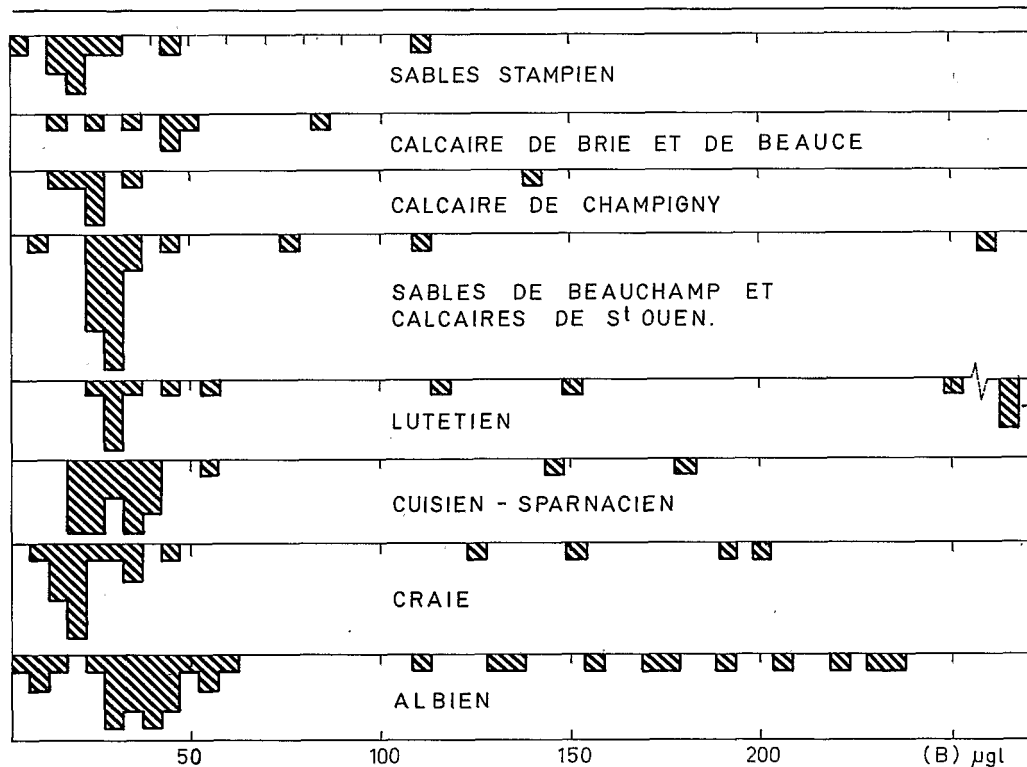 SABLES STAMPIEN
CALCAIRE DE BRIE ET DE BEAUCE
CALCAIRE DE CHAMPIGNY
SABLES DE BEAUCHAMP ET
CALCAIRES DE St OUEN.
LUTETIEN
CUISIEN - SPARNACIEN
CRAIE
ALBIEN
50 100 150 200 (B) µgl